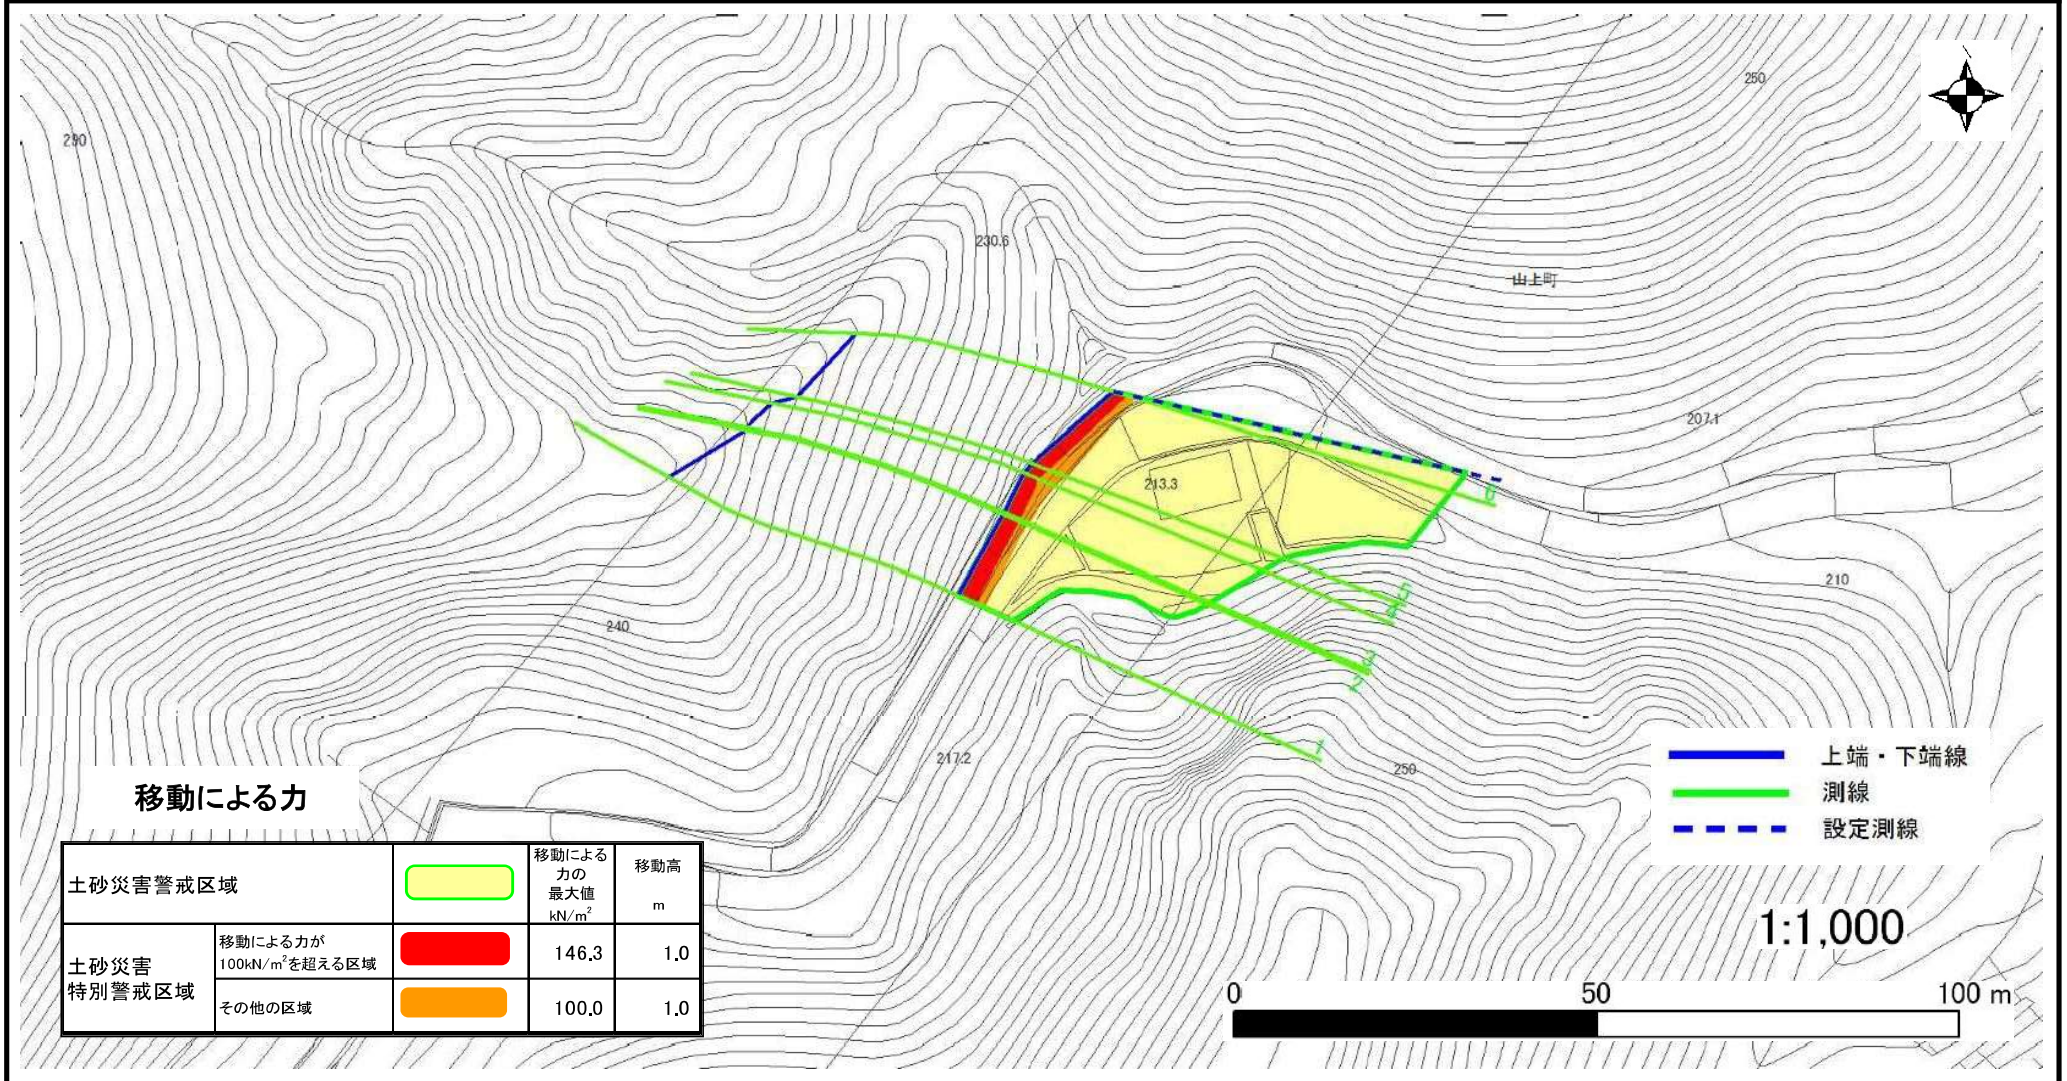 250
290
230.6
山上町
207.1
213.3
6
210
5
4
3
2
1
240
217.2
250
上端・下端線
測線
設定測線
移動による力
土砂災害警戒区域
移動による
力の
最大値
kN/m²
移動高
m
土砂災害
特別警戒区域
移動による力が
100kN/m²を超える区域
146.3
1.0
その他の区域
100.0
1.0
1:1,000
0
50
100 m